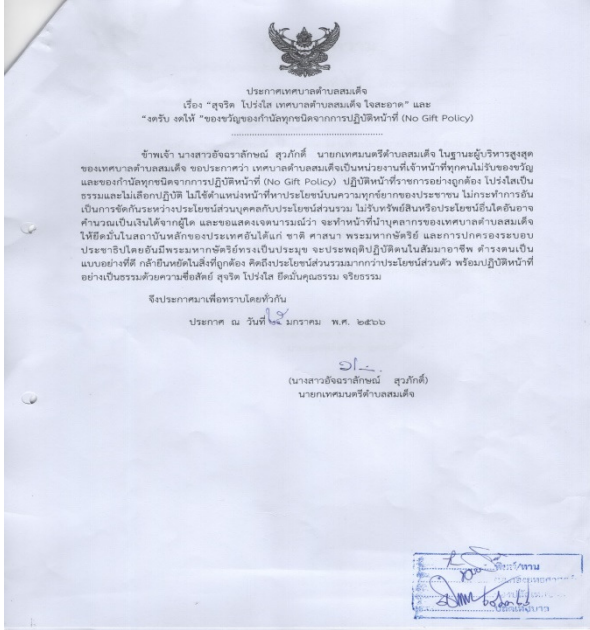 ประกาศเทศบาลตำบลสมเด็จ
เรื่อง “สุจริต โปร่งใส เทศบาลตำบลสมเด็จ ใจสะอาด” และ
“งดรับ งดให้ ”ของขวัญของกำนัลทุกชนิดจากการปฏิบัติหน้าที่ (No Gift Policy)
ข้าพเจ้า นางสาวอัจฉราลักษณ์ สุวภักดิ์ นายกเทศมนตรีตำบลสมเด็จ ในฐานะผู้บริหารสูงสุด
ของเทศบาลตำบลสมเด็จ ขอประกาศว่า เทศบาลตำบลสมเด็จเป็นหน่วยงานที่เจ้าหน้าที่ทุกคนไม่รับของขวัญ
และของกำนัลทุกชนิดจากการปฏิบัติหน้าที่ (No Gift Policy) ปฏิบัติหน้าที่ราชการอย่างถูกต้อง โปร่งใสเป็น
ธรรมและไม่เลือกปฏิบัติ ไม่ใช้ตำแหน่งหน้าที่หาประโยชน์บนความทุกข์ยากของประชาชน ไม่กระทำการอัน
เป็นการขัดกันระหว่างประโยชน์ส่วนบุคคลกับประโยชน์ส่วนรวม ไม่รับทรัพย์สินหรือประโยชน์อื่นใดอันอาจ
คำนวณเป็นเงินได้จากผู้ใด และขอแสดงเจตนารมณ์ว่า จะทำหน้าที่นำบุคลากรของเทศบาลตำบลสมเด็จ
ให้ยึดมั่นในสถาบันหลักของประเทศอันได้แก่ ชาติ ศาสนา พระมหากษัตริย์ และการปกครองระบอบ
ประชาธิปไตยอันมีพระมหากษัตริย์ทรงเป็นประมุข จะประพฤติปฏิบัติตนในสัมมาอาชีพ ดำรงตนเป็น
แบบอย่างที่ดี กล้ายืนหยัดในสิ่งที่ถูกต้อง คิดถึงประโยชน์ส่วนรวมมากกว่าประโยชน์ส่วนตัว พร้อมปฏิบัติหน้าที่
อย่างเป็นธรรมด้วยความซื่อสัตย์ สุจริต โปร่งใส ยึดมั่นคุณธรรม จริยธรรม
จึงประกาศมาเพื่อทราบโดยทั่วกัน
ประกาศ ณ วันที่ มกราคม พ.ศ. ๒๕๖๖
(นางสาวอัจฉราลักษณ์ สุวภักดิ์)
นายกเทศมนตรีตำบลสมเด็จ